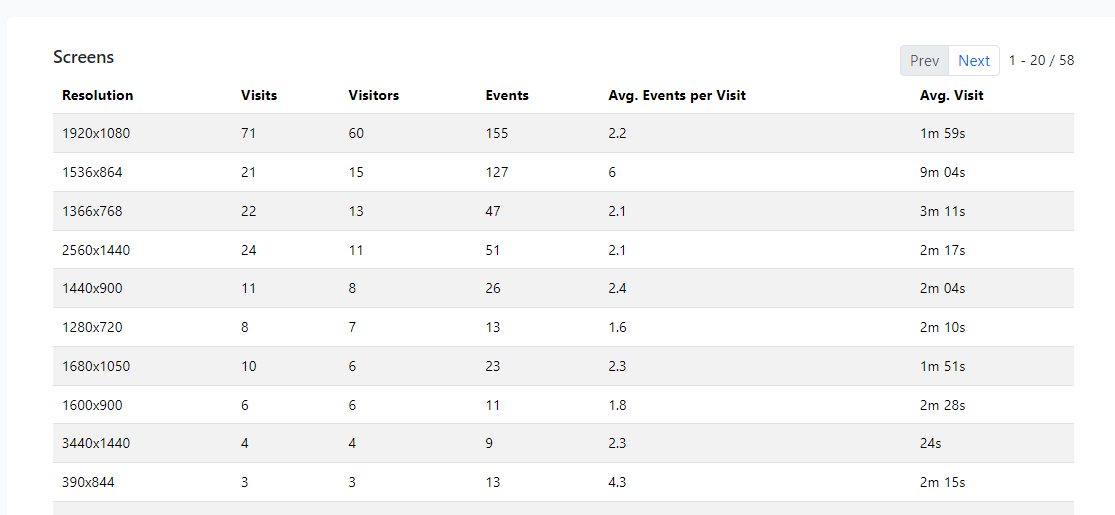 Screens Prev Next 1 - 20 / 58
Resolution Visits Visitors Events Avg. Events per Visit Avg. Visit
1920x1080 71 60 155 2.2 1m 59s
1536x864 21 15 127 6 9m 04s
1366x768 22 13 47 2.1 3m 11s
2560x1440 24 11 51 2.1 2m 17s
1440x900 11 8 26 2.4 2m 04s
1280x720 8 7 13 1.6 2m 10s
1680x1050 10 6 23 2.3 1m 51s
1600x900 6 6 11 1.8 2m 28s
3440x1440 4 4 9 2.3 24s
390x844 3 3 13 4.3 2m 15s